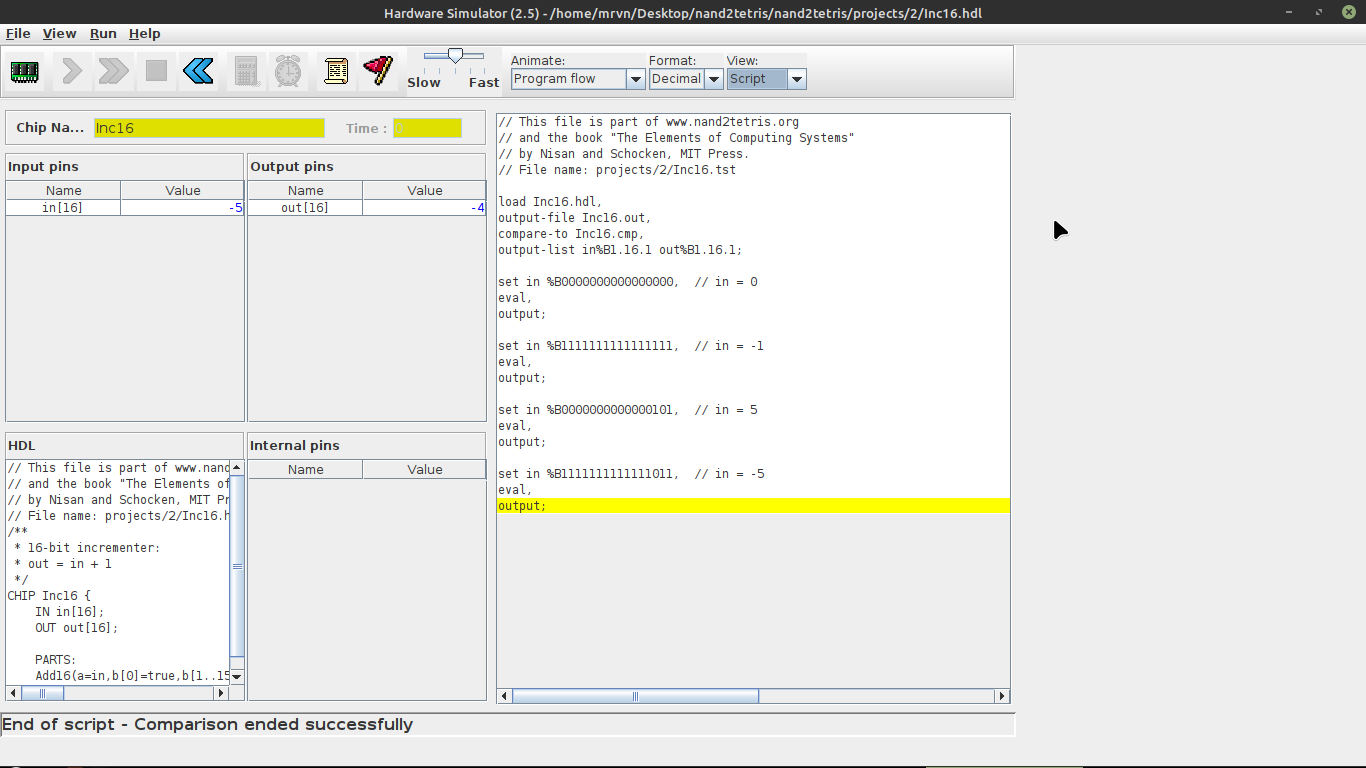 Hardware Simulator (2.5) - /home/mrvn/Desktop/nand2tetris/nand2tetris/projects/2/Inc16.hdl
File View Run Help
Slow Fast
Animate: Format: View:
Program flow Decimal Script
Chip Na... Inc16 Time : 0
Input pins
Name Value
in[16] -5
Output pins
Name Value
out[16] -4
HDL
// This file is part of www.nand
// and the book "The Elements of
// by Nisan and Schocken, MIT Pr
// File name: projects/2/Inc16.h
/**
* 16-bit incrementer:
* out = in + 1
*/
CHIP Inc16 {
IN in[16];
OUT out[16];
PARTS:
Add16(a=in,b[0]=true,b[1..15
Internal pins
Name Value
// This file is part of www.nand2tetris.org
// and the book "The Elements of Computing Systems"
// by Nisan and Schocken, MIT Press.
// File name: projects/2/Inc16.tst
load Inc16.hdl,
output-file Inc16.out,
compare-to Inc16.cmp,
output-list in%B1.16.1 out%B1.16.1;
set in %B0000000000000000,  // in = 0
eval,
output;
set in %B1111111111111111,  // in = -1
eval,
output;
set in %B0000000000000101,  // in = 5
eval,
output;
set in %B1111111111111011,  // in = -5
eval,
output;
End of script - Comparison ended successfully